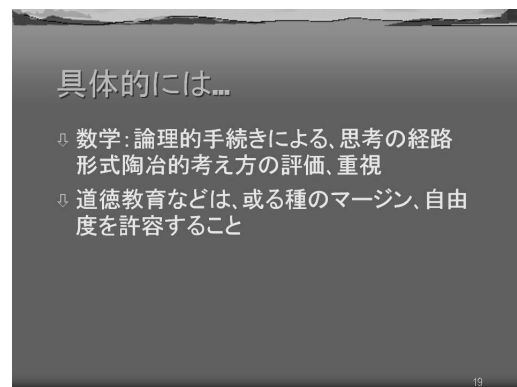 具体的には…
数学：論理的手続きによる、思考の経路
形式陶冶的考え方の評価、重視
道徳教育などは、或る種のマージン、自由
度を許容すること
19